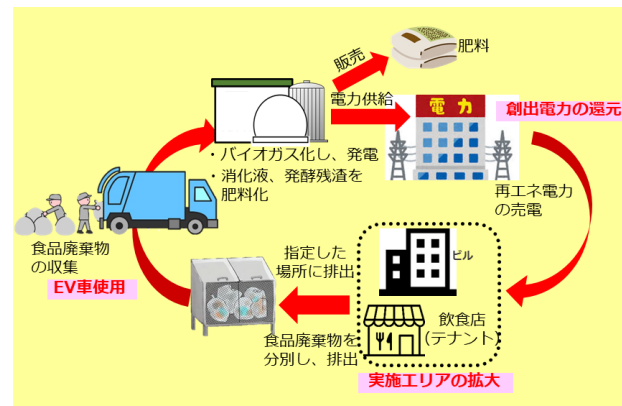 販売
肥料
電力供給
電力
創出電力の還元
・バイオガス化し、発電
・消化液、発酵残渣を
肥料化
再エネ電力
の売電
食品廃棄物
の収集
EV車使用
指定した
場所に排出
ビル
飲食店
(テナント)
食品廃棄物を
分別し、排出
実施エリアの拡大